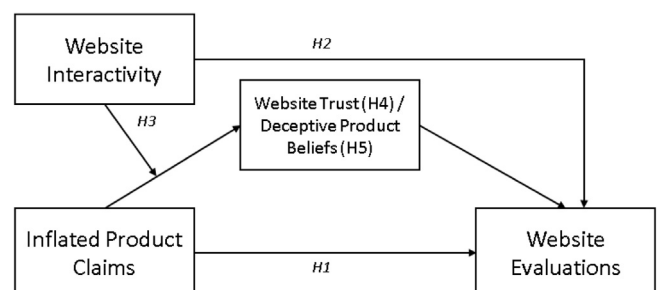 Website
Interactivity
H2
H3
Website Trust (H4) /
Deceptive Product
Beliefs (H5)
Inflated Product
Claims
H1
Website
Evaluations